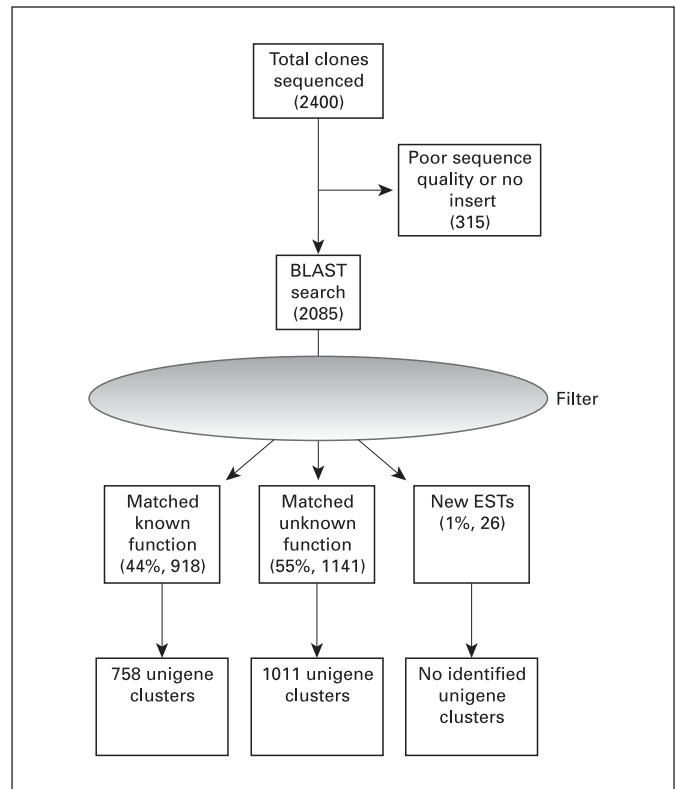 Total clones
sequenced
(2400)
Poor sequence
quality or no
insert
(315)
BLAST
search
(2085)
Filter
Matched
known
function
(44%, 918)
Matched
unknown
function
(55%, 1141)
New ESTs
(1%, 26)
758 unigene
clusters
1011 unigene
clusters
No identified
unigene
clusters